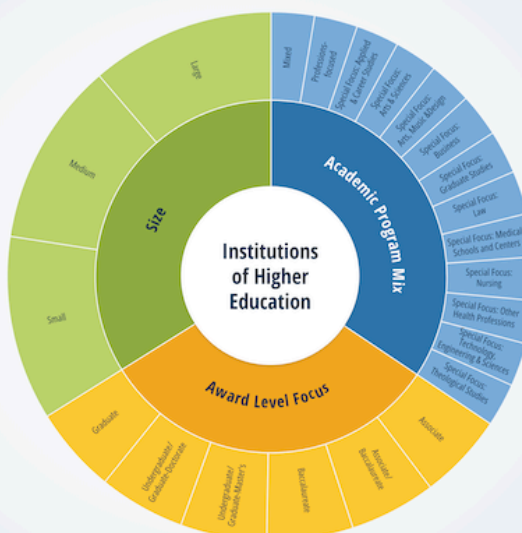 Institutions
of Higher
Education
Academic Program Mix
Mixed
Professions-
focused
Special Focus: Applied
& Career Studies
Special Focus:
Arts & Sciences
Special Focus:
Arts, Music &Design
Special Focus:
Business
Special Focus:
Graduate Studies
Special Focus:
Law
Special Focus: Medical
Schools and Centers
Special Focus:
Nursing
Special Focus: Other
Health Professions
Special Focus:
Technology,
Engineering & Sciences
Special Focus:
Theological Studies
Award Level Focus
Associate
Associate/
Baccalaureate
Baccalaureate
Undergraduate/
Graduate-Master's
Undergraduate/
Graduate-Doctorate
Graduate
Size
Small
Medium
Large